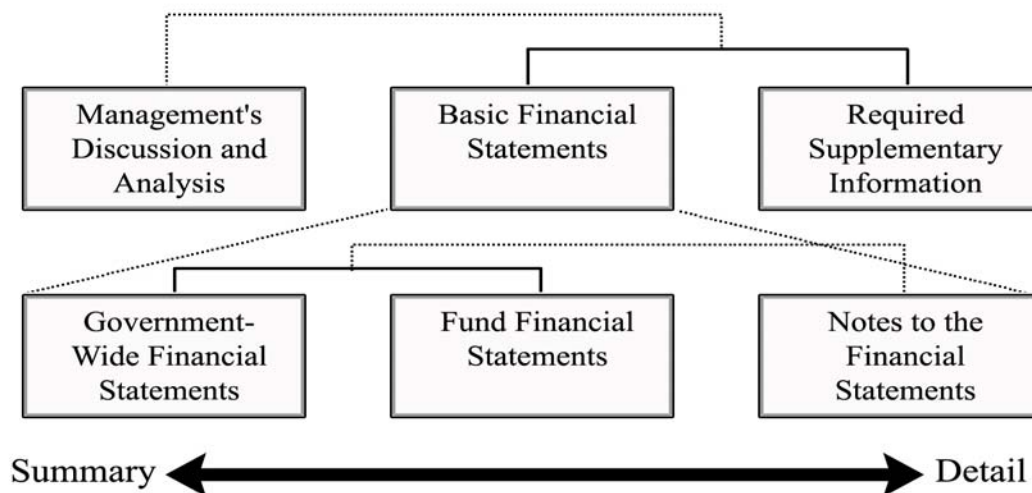 Management's
Discussion and
Analysis
Basic Financial
Statements
Required
Supplementary
Information
Government-
Wide Financial
Statements
Fund Financial
Statements
Notes to the
Financial
Statements
Summary
Detail